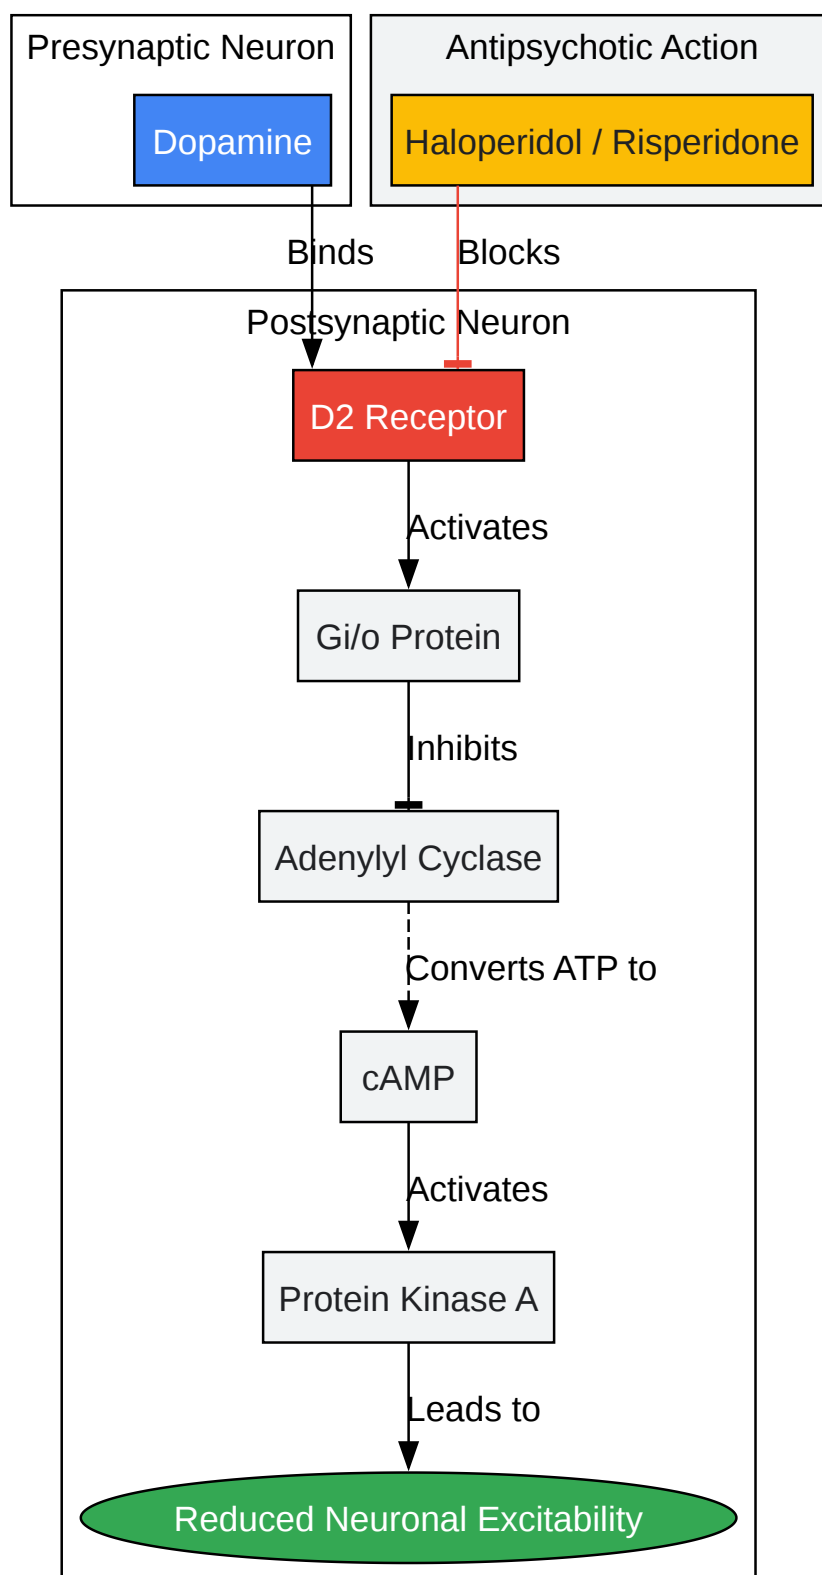 Presynaptic Neuron
Antipsychotic Action
Dopamine
Haloperidol / Risperidone
Binds
Blocks
Postsynaptic Neuron
D2 Receptor
Activates
Gi/o Protein
Inhibits
Adenylyl Cyclase
Converts ATP to
cAMP
Activates
Protein Kinase A
Leads to
Reduced Neuronal Excitability